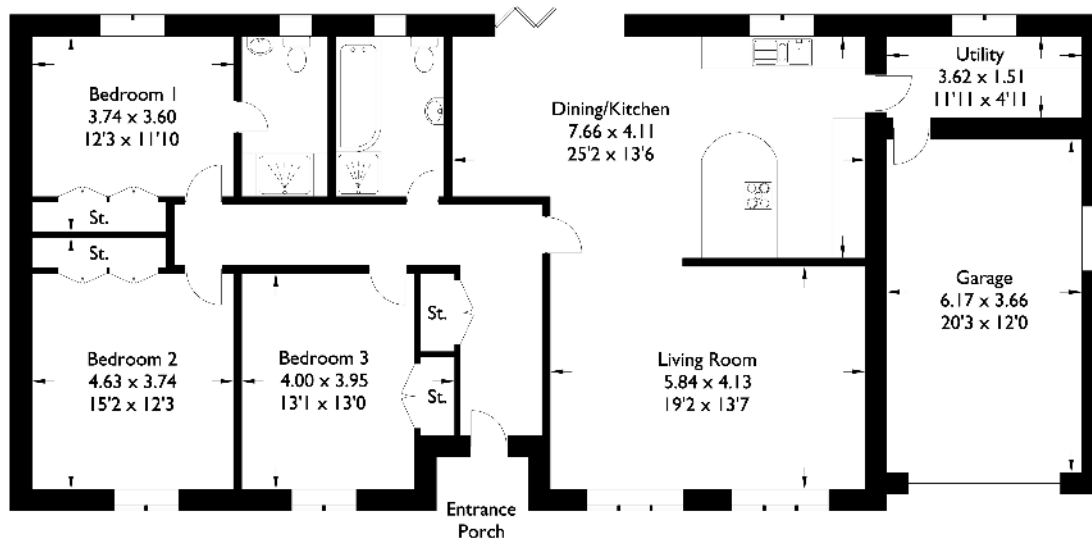 Bedroom 1
3.74 x 3.60
12'3 x 11'10
St.
St.
Bedroom 2
4.63 x 3.74
15'2 x 12'3
Bedroom 3
4.00 x 3.95
13'1 x 13'0
St.
St.
Entrance
Porch
Dining/Kitchen
7.66 x 4.11
25'2 x 13'6
Living Room
5.84 x 4.13
19'2 x 13'7
Utility
3.62 x 1.51
11'11 x 4'11
Garage
6.17 x 3.66
20'3 x 12'0